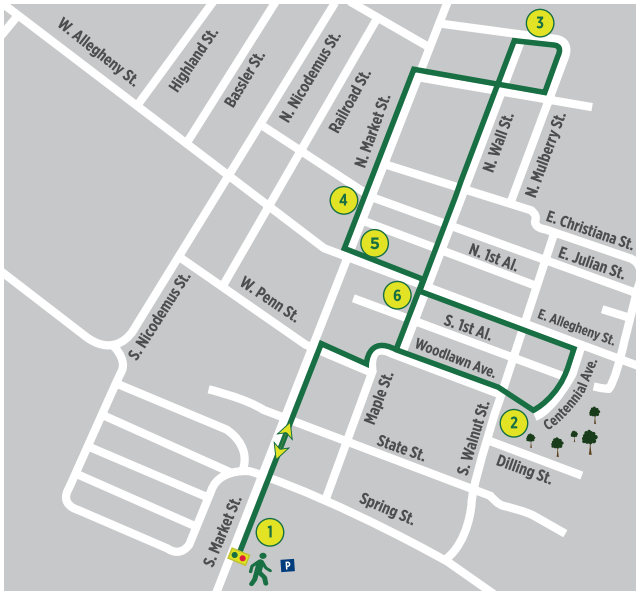 3
W. Allegheny St.
Highland St.
Bassler St.
N. Nicodemus St.
Railroad St.
N. Market St.
N. Wall St.
N. Mulberry St.
4
5
6
E. Christiana St.
N. 1st Al.
E. Julian St.
S. Nicodemus St.
W. Penn St.
S. 1st Al.
E. Allegheny St.
Woodlawn Ave.
Maple St.
Centennial Ave.
2
S. Walnut St.
State St.
Dilling St.
Spring St.
S. Market St.
1
P